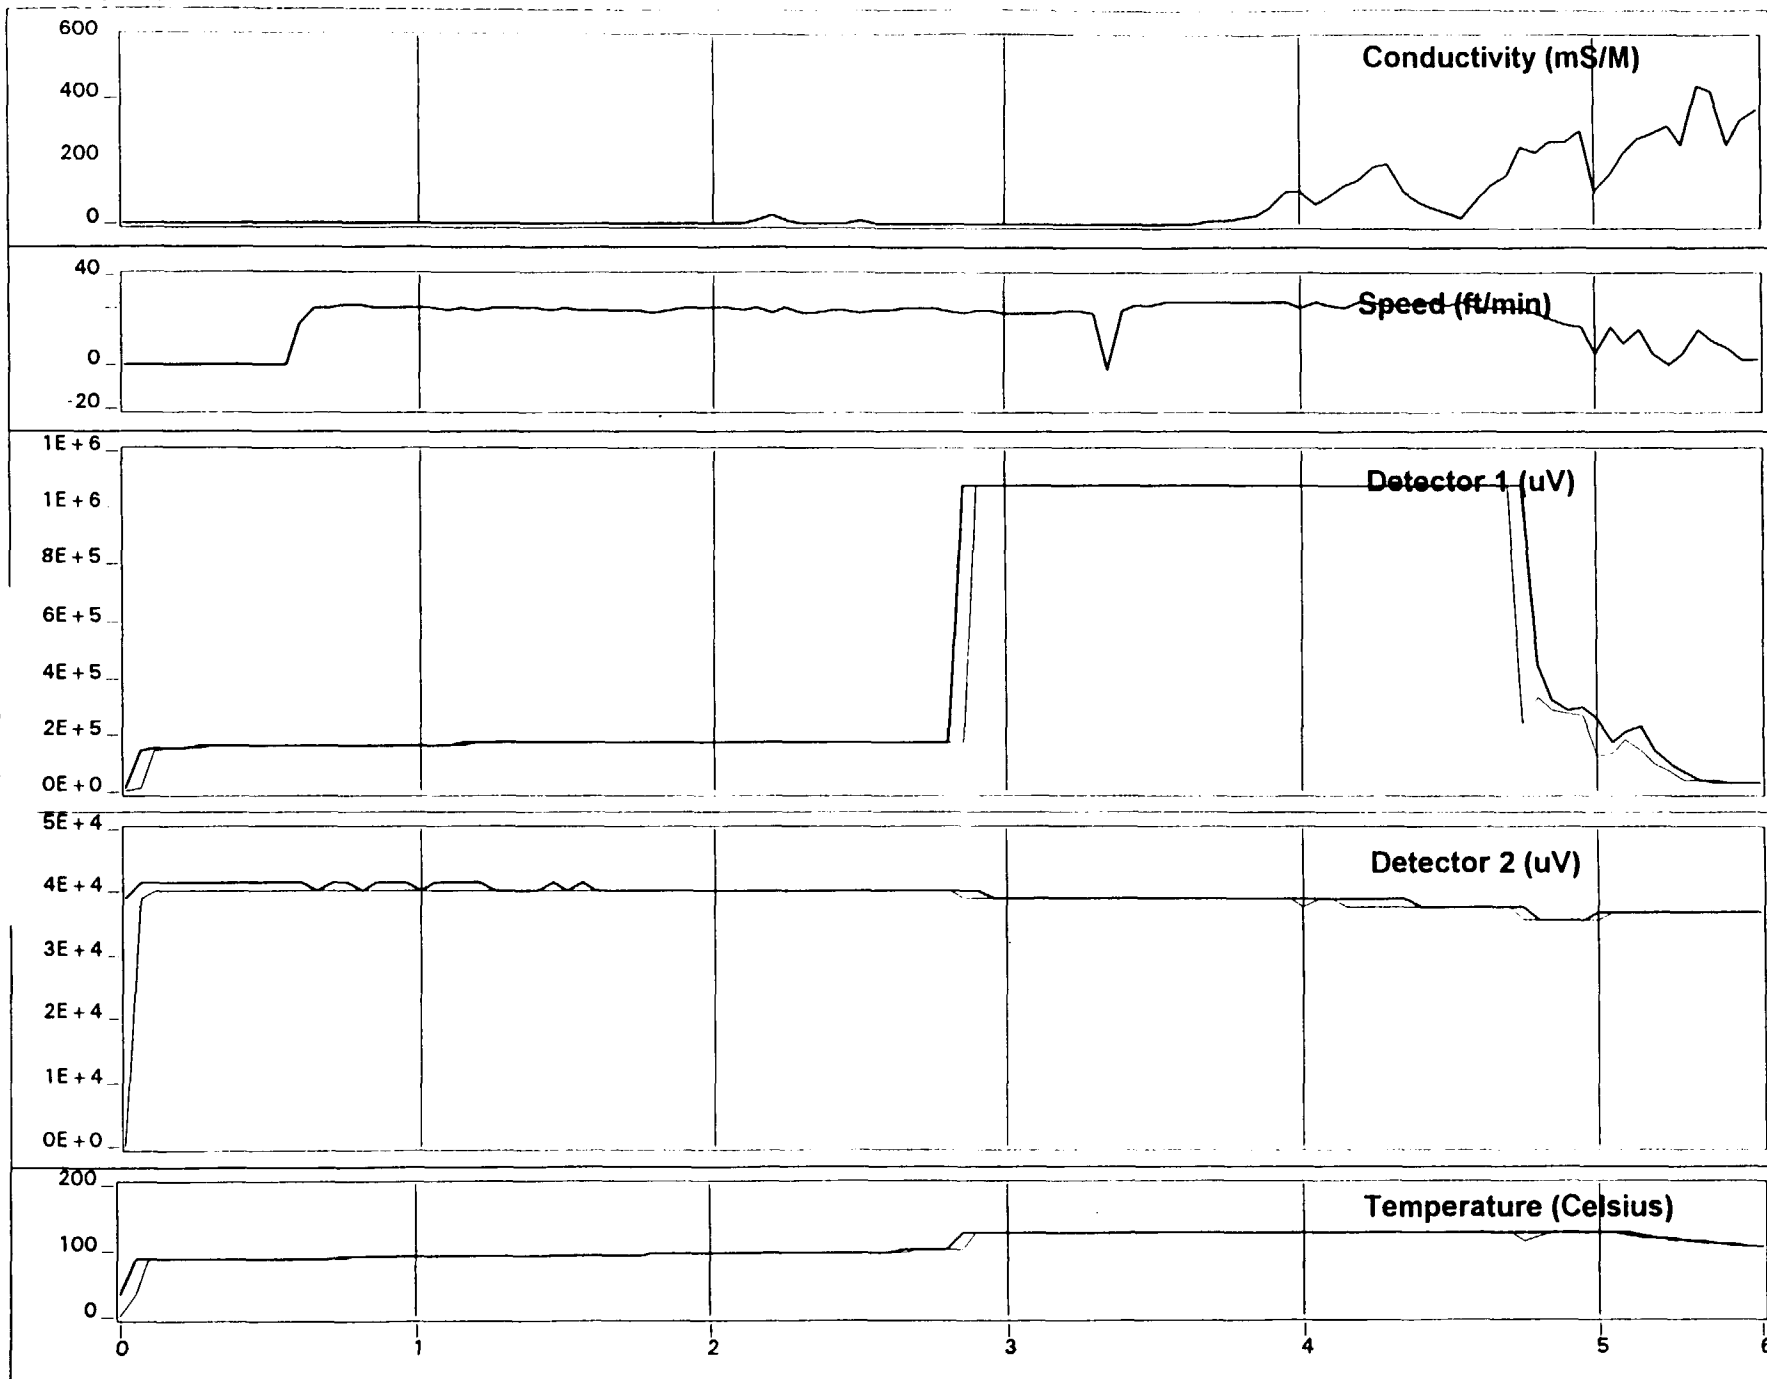 600
Conductivity (mS/M)
400
200
0
40
Speed (ft/min)
0
-20
1E+6
Detector 1 (uV)
1E+6
8E+5
6E+5
4E+5
2E+5
0E+0
5E+4
Detector 2 (uV)
4E+4
3E+4
2E+4
1E+4
0E+0
200
Temperature (Celsius)
100
0
0 1 2 3 4 5 6